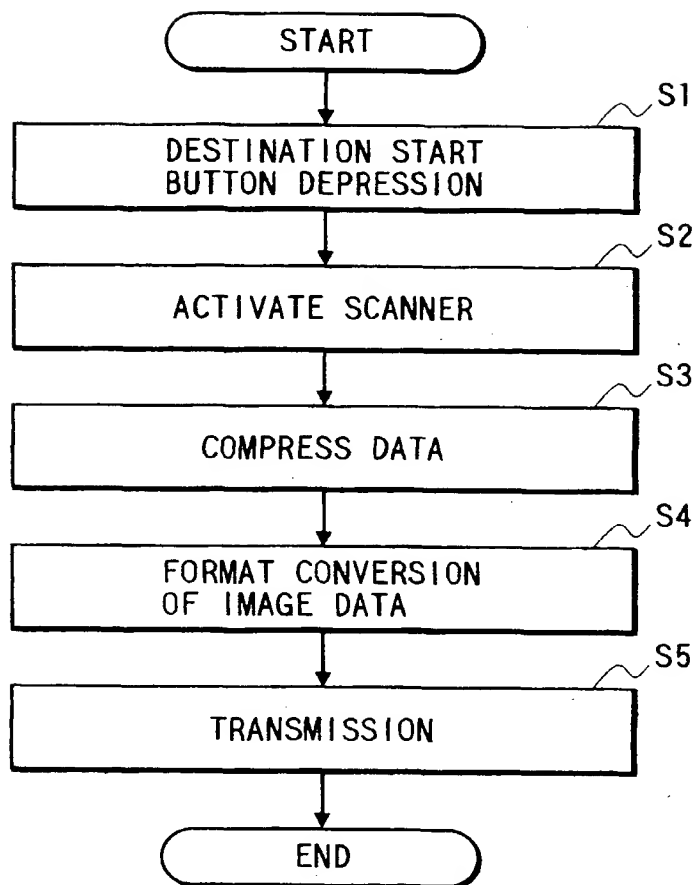 START
S1
DESTINATION START
BUTTON DEPRESSION
S2
ACTIVATE SCANNER
S3
COMPRESS DATA
S4
FORMAT CONVERSION
OF IMAGE DATA
S5
TRANSMISSION
END